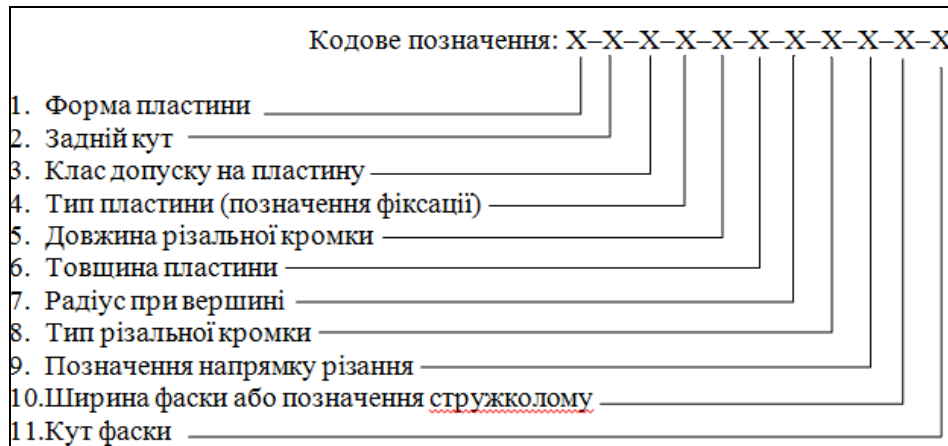 Кодове позначення: Х–Х–Х–Х–Х–Х–Х–Х–Х–Х–Х
1. Форма пластини
2. Задній кут
3. Клас допуску на пластину
4. Тип пластини (позначення фіксації)
5. Довжина різальної кромки
6. Товщина пластини
7. Радіус при вершині
8. Тип різальної кромки
9. Позначення напрямку різання
10.Ширина фаски або позначення стружколому
11.Кут фаски